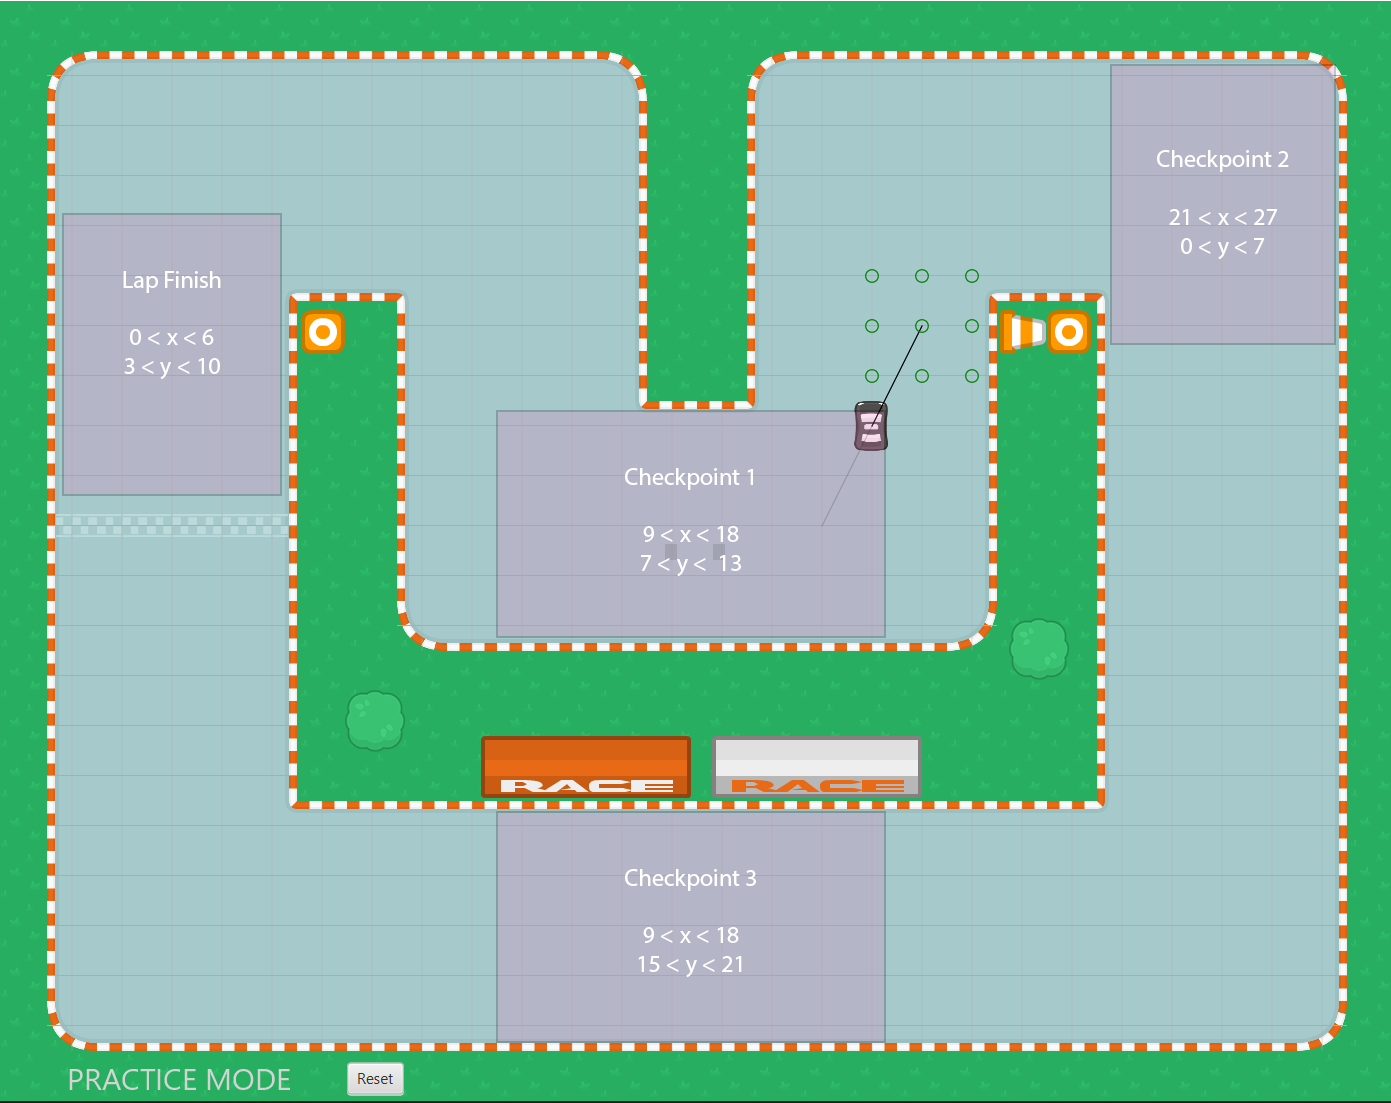 Checkpoint 2
21 < x < 27
0 < y < 7
Lap Finish
0 < x < 6
3 < y < 10
Checkpoint 1
9 < x < 18
7 < y < 13
RACE
RACE
Checkpoint 3
9 < x < 18
15 < y < 21
PRACTICE MODE
Reset